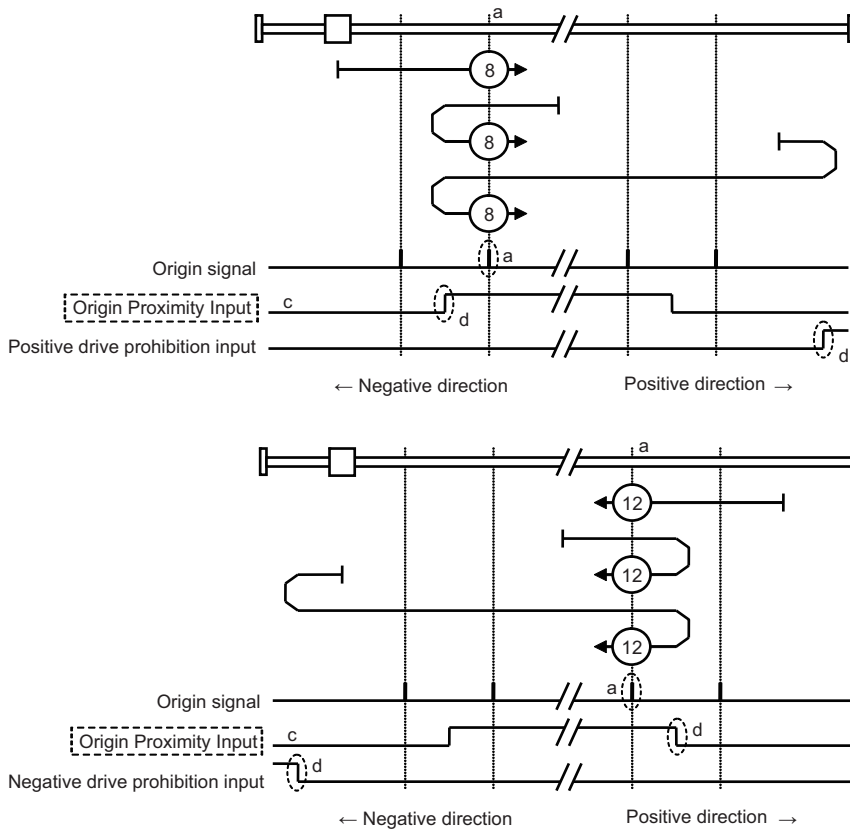 a
8
8
8
Origin signal
a
Origin Proximity Input
c
d
Positive drive prohibition input
d
← Negative direction Positive direction →
a
12
12
12
Origin signal
a
Origin Proximity Input
c
d
Negative drive prohibition input
d
← Negative direction Positive direction →